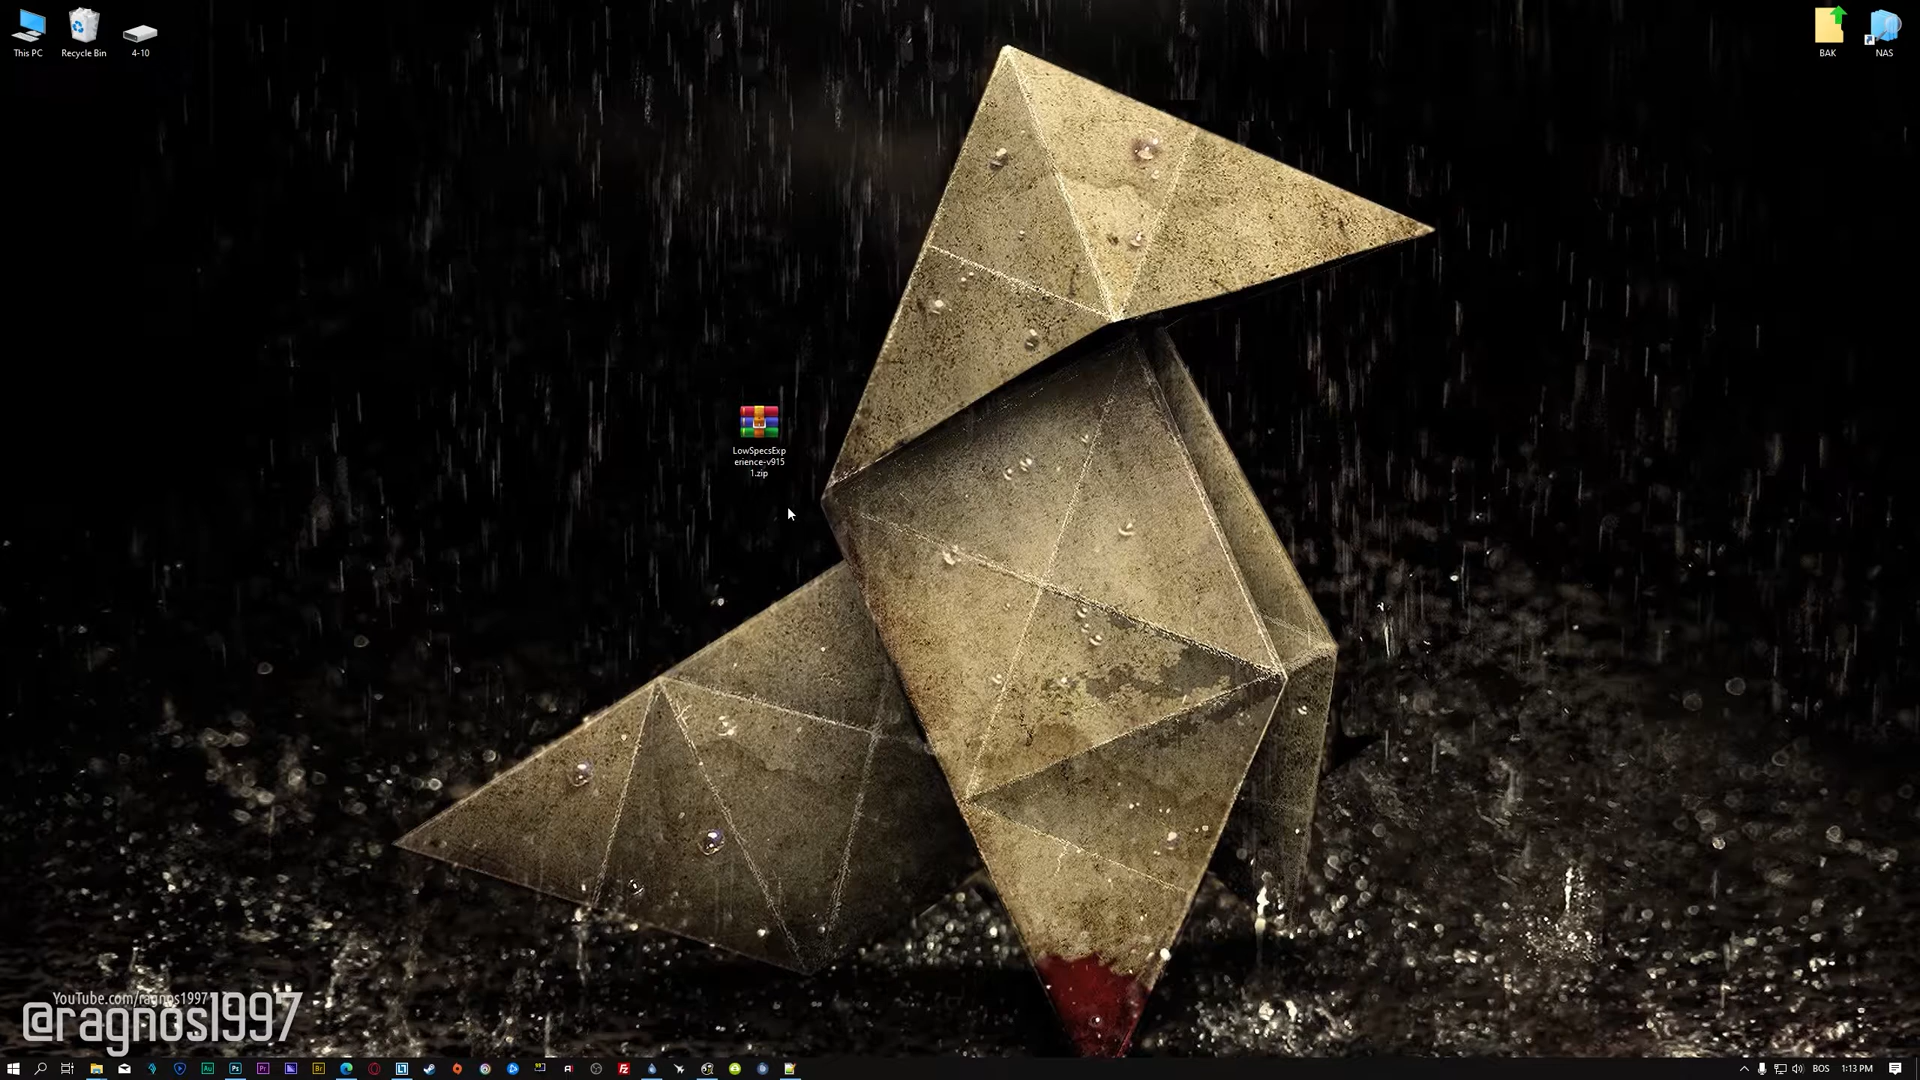 This PC
Recycle Bin
4-10
BAK
NAS
LowSpecsExp
erience-v915
1.zip
YouTube.com/ragnos1997
@ragnos1997
BOS
1:13 PM